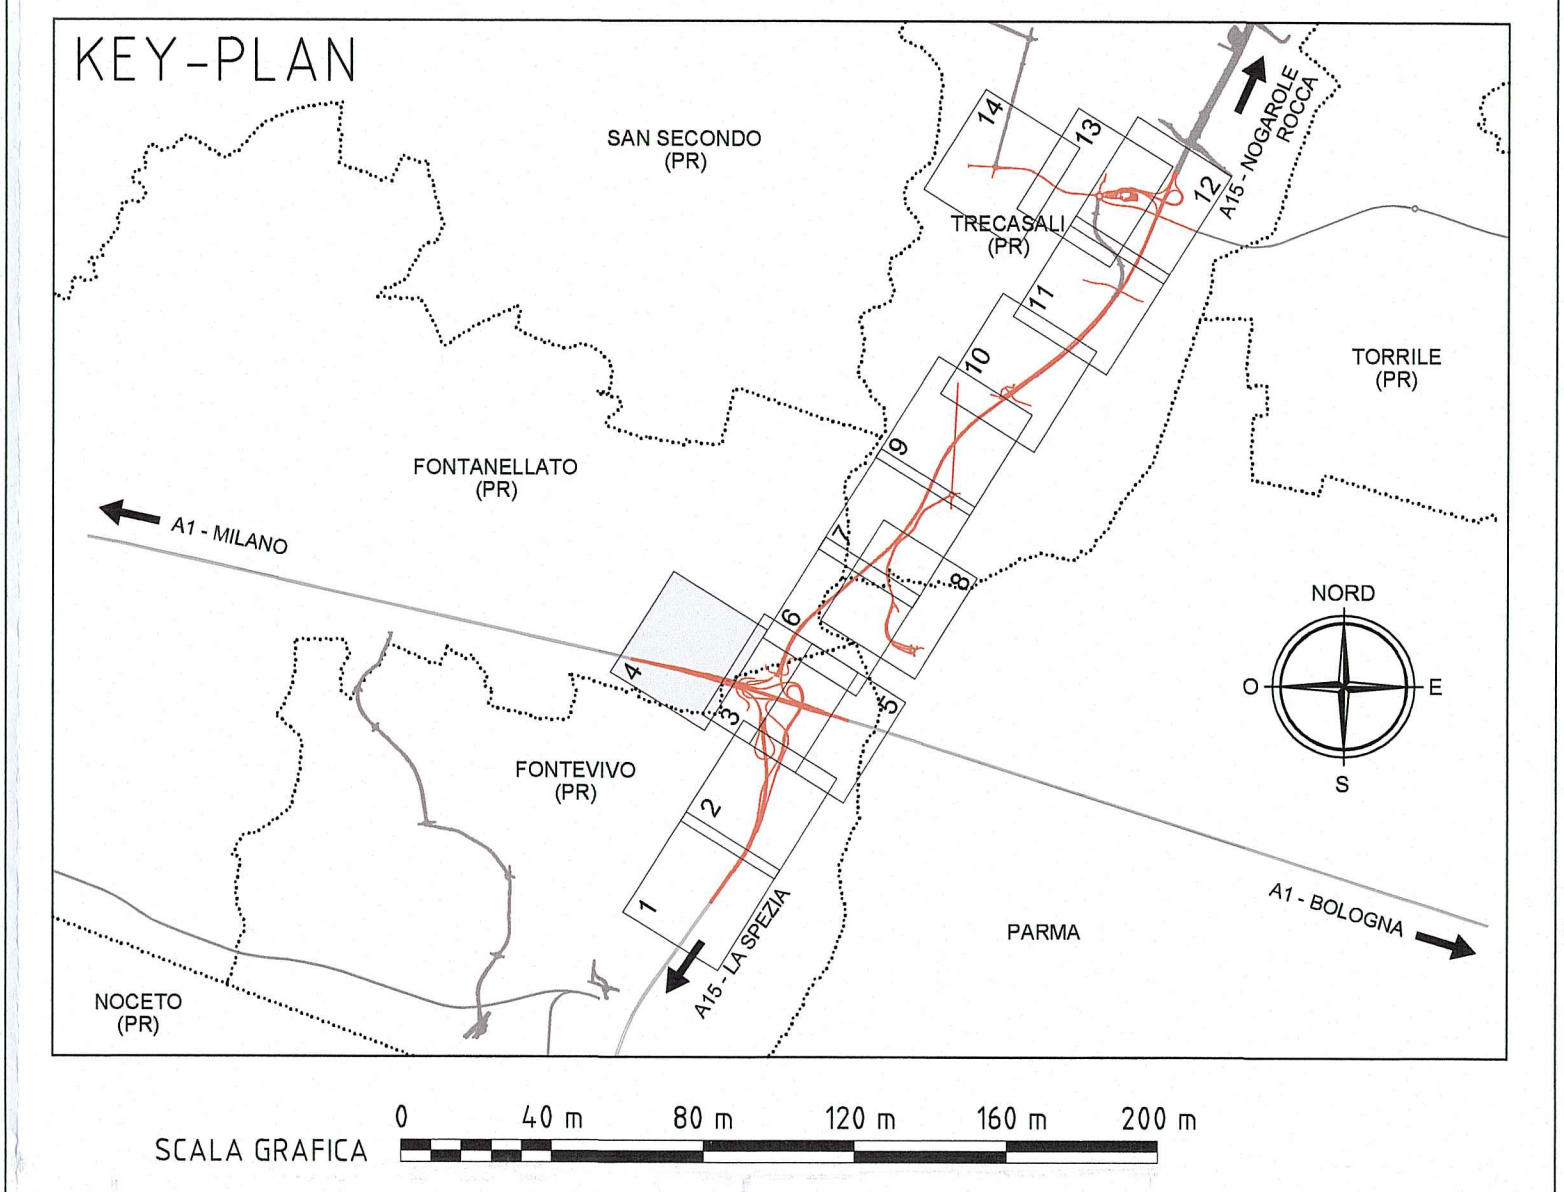 KEY-PLAN
SAN SECONDO
(PR)
14
13
12
A15 - NOGAROLE
ROCCA
TRECASALI
(PR)
11
TORRILE
(PR)
10
9
FONTANELLATO
(PR)
A1 - MILANO
7
8
NORD
6
4
O
E
S
3
5
FONTEVIVO
(PR)
2
1
A15 - LA SPEZIA
PARMA
A1 - BOLOGNA
NOCETO
(PR)
0 40 m 80 m 120 m 160 m 200 m
SCALA GRAFICA